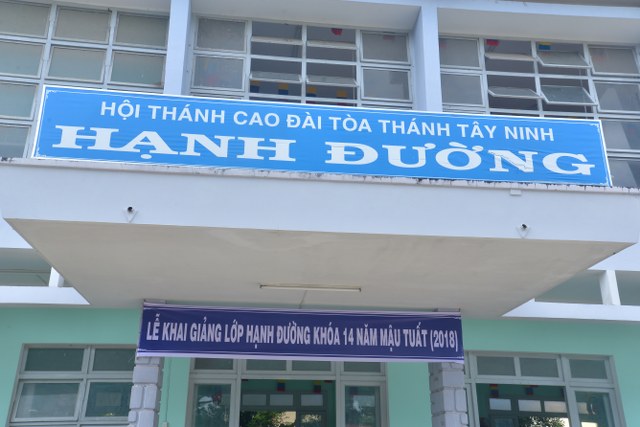 HỘI THÁNH CAO ĐÀI TÒA THÁNH TÂY NINH
HẠNH ĐƯỜNG
LỄ KHAI GIẢNG LỚP HẠNH ĐƯỜNG KHÓA 14 NĂM MẬU TUẤT (2018)